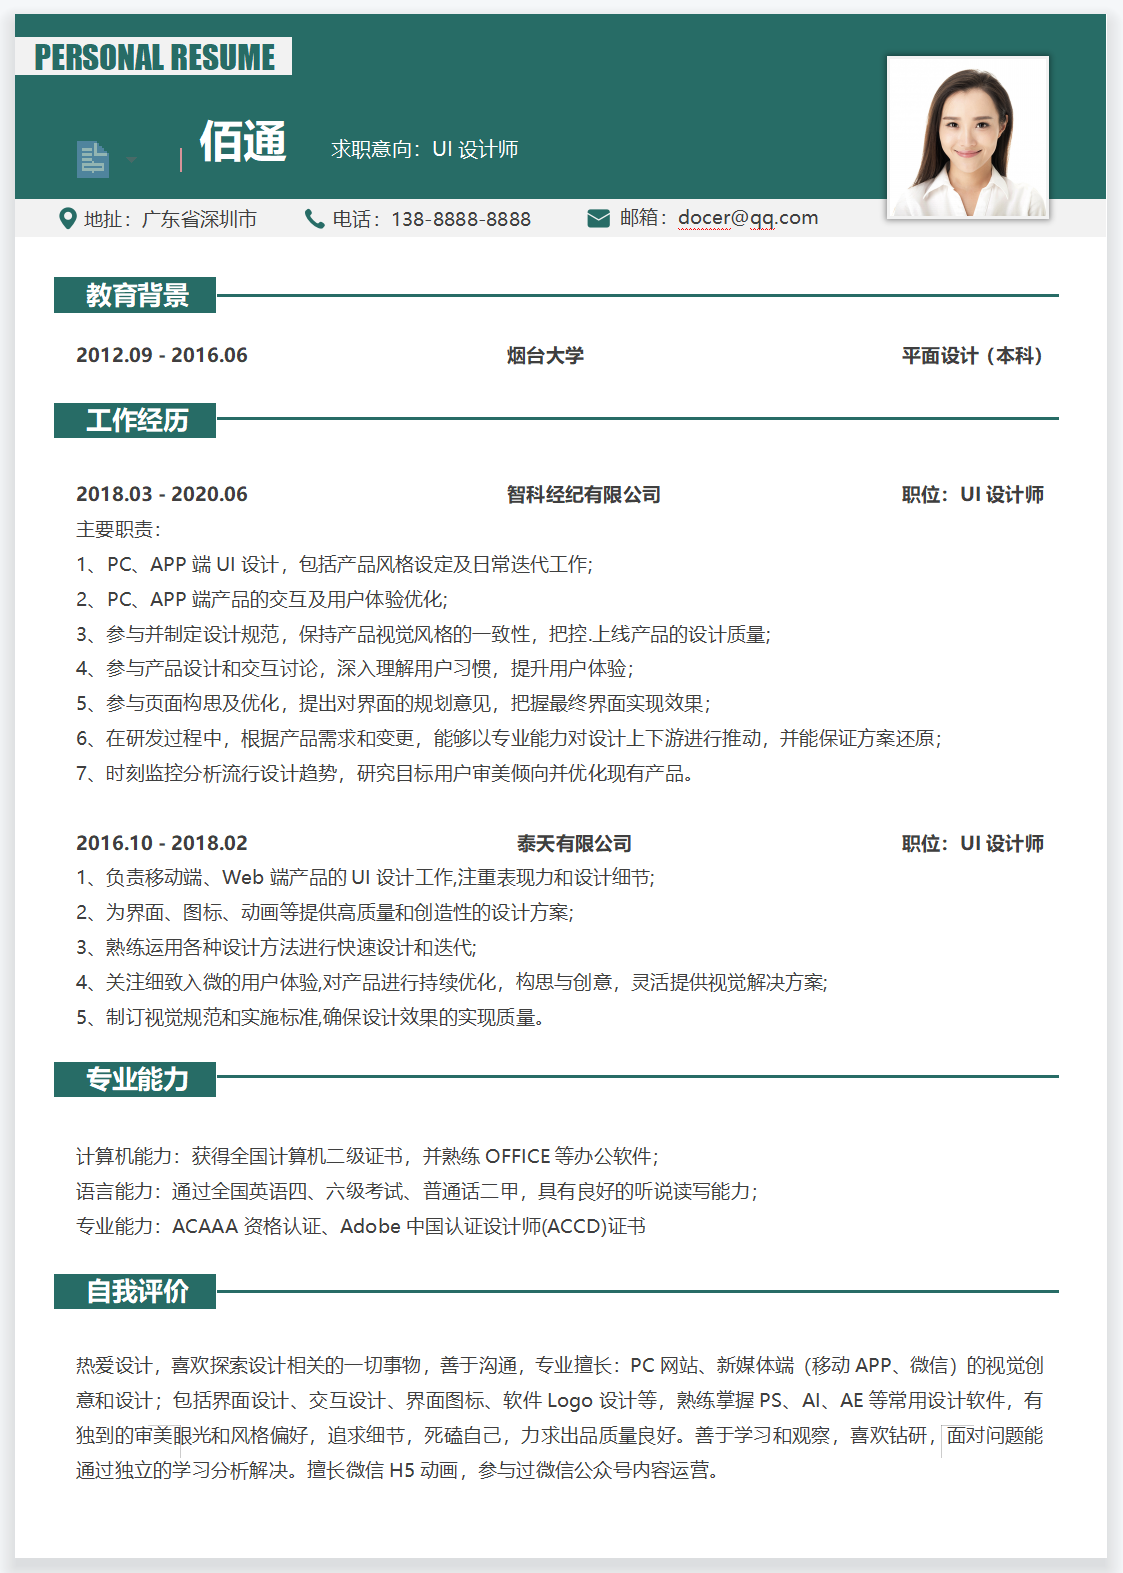 PERSONAL RESUME
佰通
求职意向：UI 设计师
地扯：广东省深圳市 电话：138-8888-8888 邮箱：docer@qq.com
教育背景
2012.09 - 2016.06 烟台大学 平面设计（本科）
工作经历
2018.03 - 2020.06 智科经纪有限公司 职位：UI 设计师
主要职责：
1、PC、APP 端 UI 设计，包括产品风格设定及日常迭代工作;
2、PC、APP 端产品的交互及用户体验优化;
3、参与并制定设计规范，保持产品视觉风格的一致性，把控.上线产品的设计质量;
4、参与产品设计和交互讨论，深入理解用户习惯，提升用户体验；
5、参与页面构思及优化，提出对界面的规划意见，把握最终界面实现效果；
6、在研发过程中，根据产品需求和变更，能够以专业能力对设计上下游进行推动，并能保证方案还原；
7、时刻监控分析流行设计趋势，研究目标用户审美倾向并优化现有产品。
2016.10 - 2018.02 泰天有限公司 职位：UI 设计师
1、负责移动端、Web 端产品的 UI 设计工作,注重表现力和设计细节;
2、为界面、图标、动画等提供高质量和创造性的设计方案;
3、熟练运用各种设计方法进行快速设计和迭代;
4、关注细致入微的用户体验,对产品进行持续优化，构思与创意，灵活提供视觉解决方案;
5、制订视觉规范和实施标准,确保设计效果的实现质量。
专业能力
计算机能力：获得全国计算机二级证书，并熟练 OFFICE 等办公软件；
语言能力：通过全国英语四、六级考试、普通话二甲，具有良好的听说读写能力；
专业能力：ACAAA 资格认证、Adobe 中国认证设计师(ACCD)证书
自我评价
热爱设计，喜欢探索设计相关的一切事物，善于沟通，专业擅长：PC 网站、新媒体端（移动 APP、微信）的视觉创
意和设计；包括界面设计、交互设计、界面图标、软件 Logo 设计等，熟练掌握 PS、AI、AE 等常用设计软件，有
独到的审美眼光和风格偏好，追求细节，死磕自己，力求出品质量良好。善于学习和观察，喜欢钻研，面对问题能
通过独立的学习分析解决。擅长微信 H5 动画，参与过微信公众号内容运营。